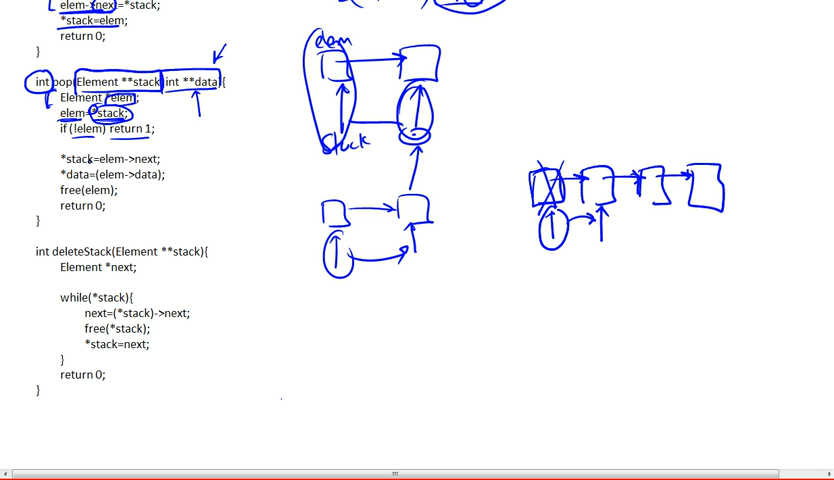 elem->next=*stack;
*stack=elem;
return 0;
}
int pop(Element **stack, int **data){
Element *elem;
elem=*stack;
if (!elem) return 1;
*stack=elem->next;
*data=(elem->data);
free(elem);
return 0;
}
int deleteStack(Element **stack){
Element *next;
while(*stack){
next=(*stack)->next;
free(*stack);
*stack=next;
}
return 0;
}
elem
Stack